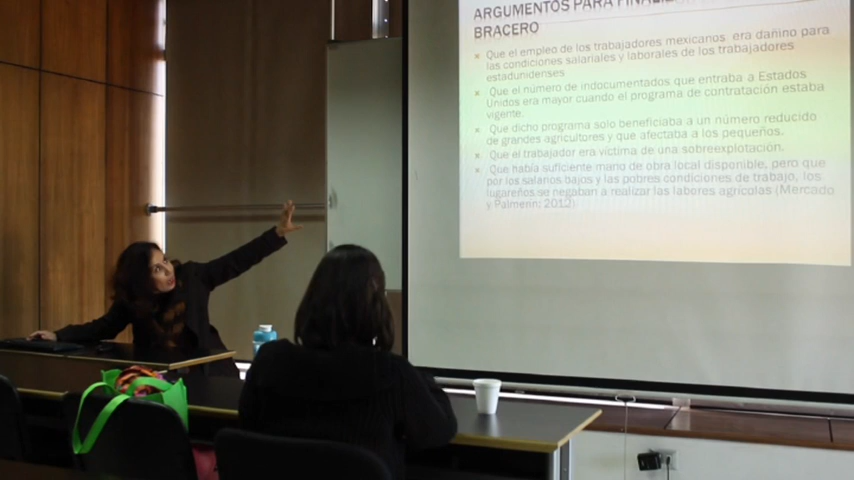 ARGUMENTOS PARA FINALIZ
BRACERO
Que el empleo de los trabajadores mexicanos era dañino para
las condiciones salariales y laborales de los trabajadores
estadunidenses
Que el número de indocumentados que entraba a Estados
Unidos era mayor cuando el programa de contratación estaba
vigente.
Que dicho programa solo beneficiaba a un número reducido
de grandes agricultores y que afectaba a los pequeños.
Que el trabajador era víctima de una sobreexplotación.
Que había suficiente mano de obra local disponible, pero que
por los salarios bajos y las pobres condiciones de trabajo, los
lugareños se negaban a realizar las labores agrícolas (Mercado
y Palmerín; 2012)